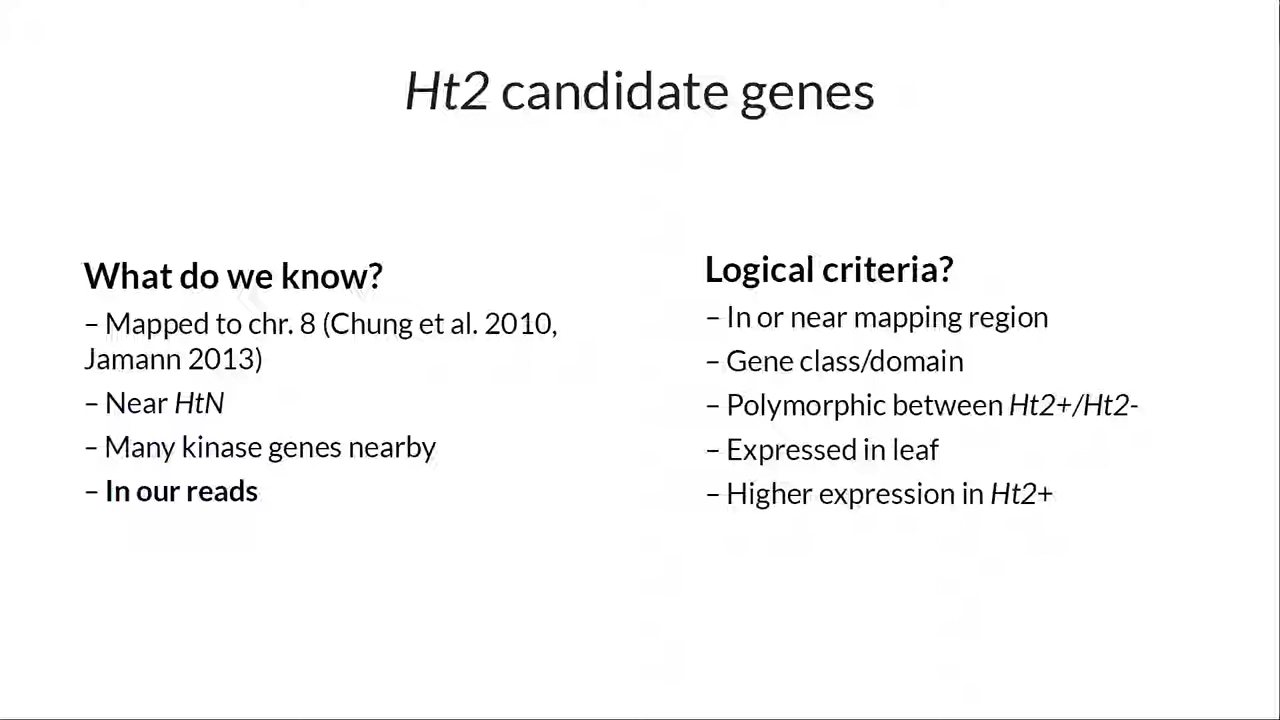 Ht2 candidate genes
What do we know?
– Mapped to chr. 8 (Chung et al. 2010,
Jamann 2013)
– Near HtN
– Many kinase genes nearby
– In our reads
Logical criteria?
– In or near mapping region
– Gene class/domain
– Polymorphic between Ht2+/Ht2-
– Expressed in leaf
– Higher expression in Ht2+